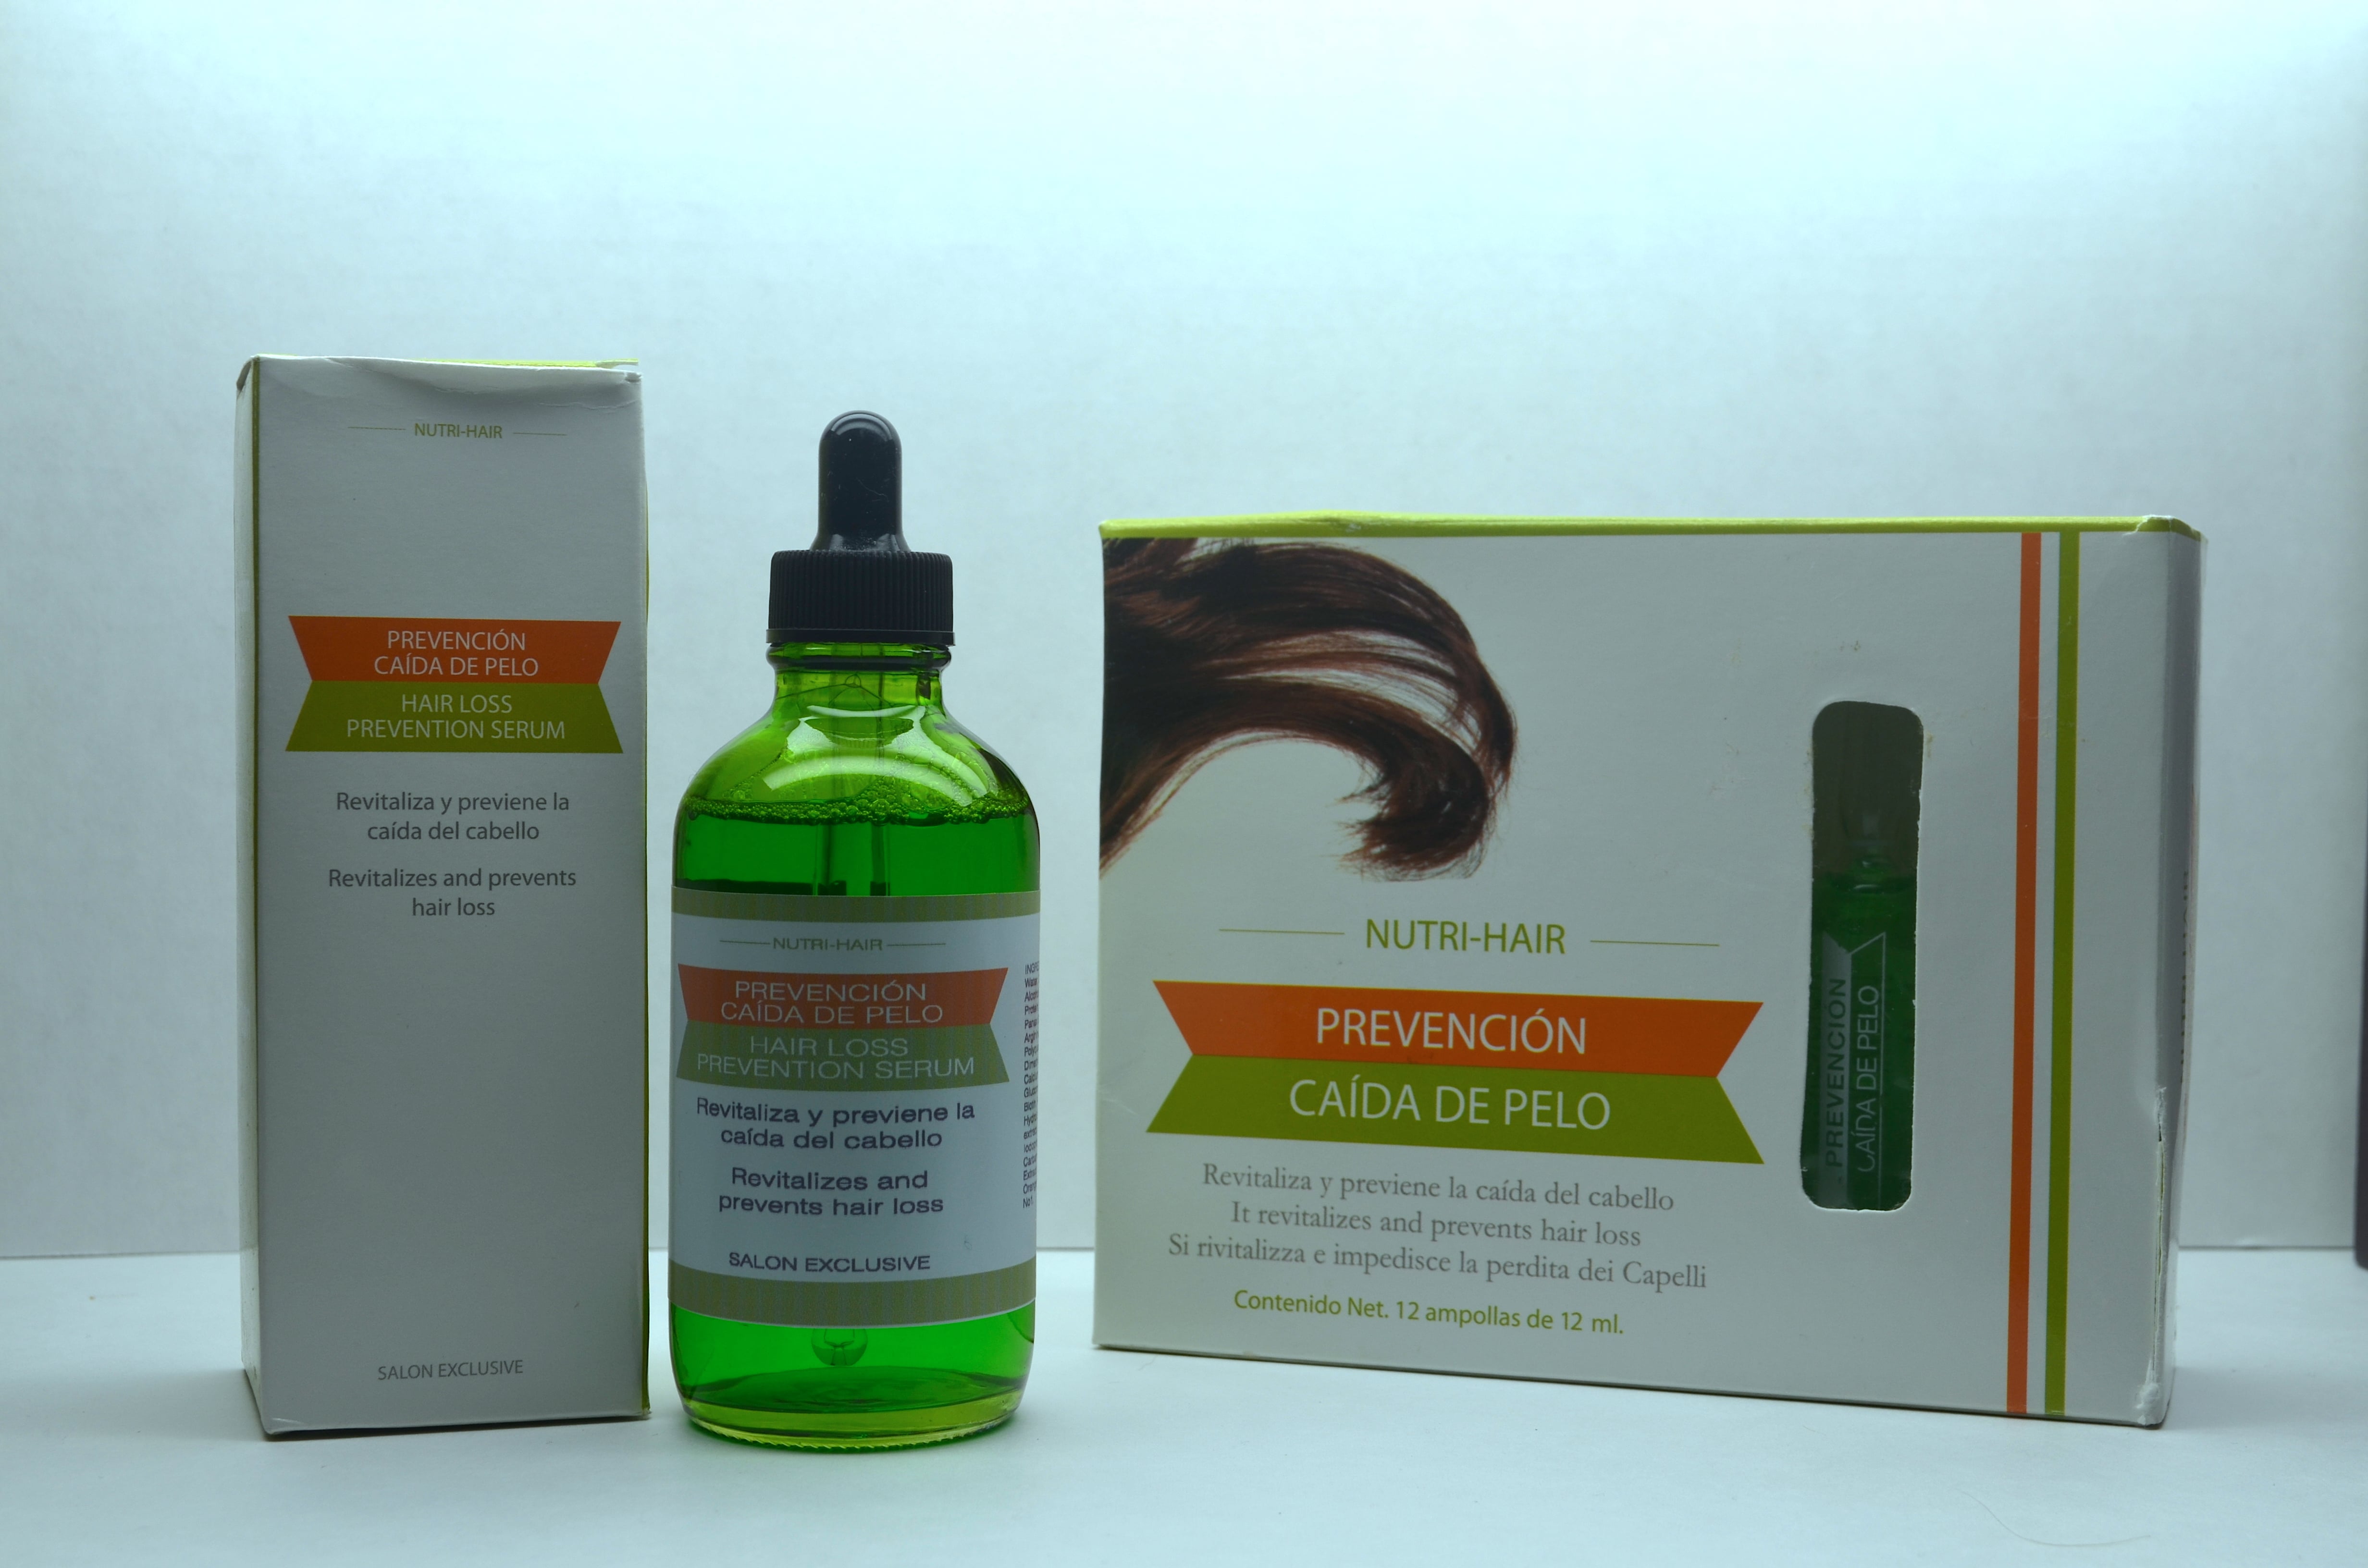 NUTRI-HAIR
PREVENCIÓN
CAÍDA DE PELO
HAIR LOSS
PREVENTION SERUM
Revitaliza y previene la
caída del cabello
Revitalizes and prevents
hair loss
SALON EXCLUSIVE
NUTRI-HAIR
PREVENCIÓN
CAÍDA DE PELO
HAIR LOSS
PREVENTION SERUM
Revitaliza y previene la
caída del cabello
Revitalizes and
prevents hair loss
SALON EXCLUSIVE
NUTRI-HAIR
PREVENCIÓN
CAÍDA DE PELO
Revitaliza y previene la caída del cabello
It revitalizes and prevents hair loss
Si rivitalizza e impedisce la perdita dei Capelli
Contenido Net. 12 ampollas de 12 ml.
PREVENCIÓN
CAÍDA DE PELO